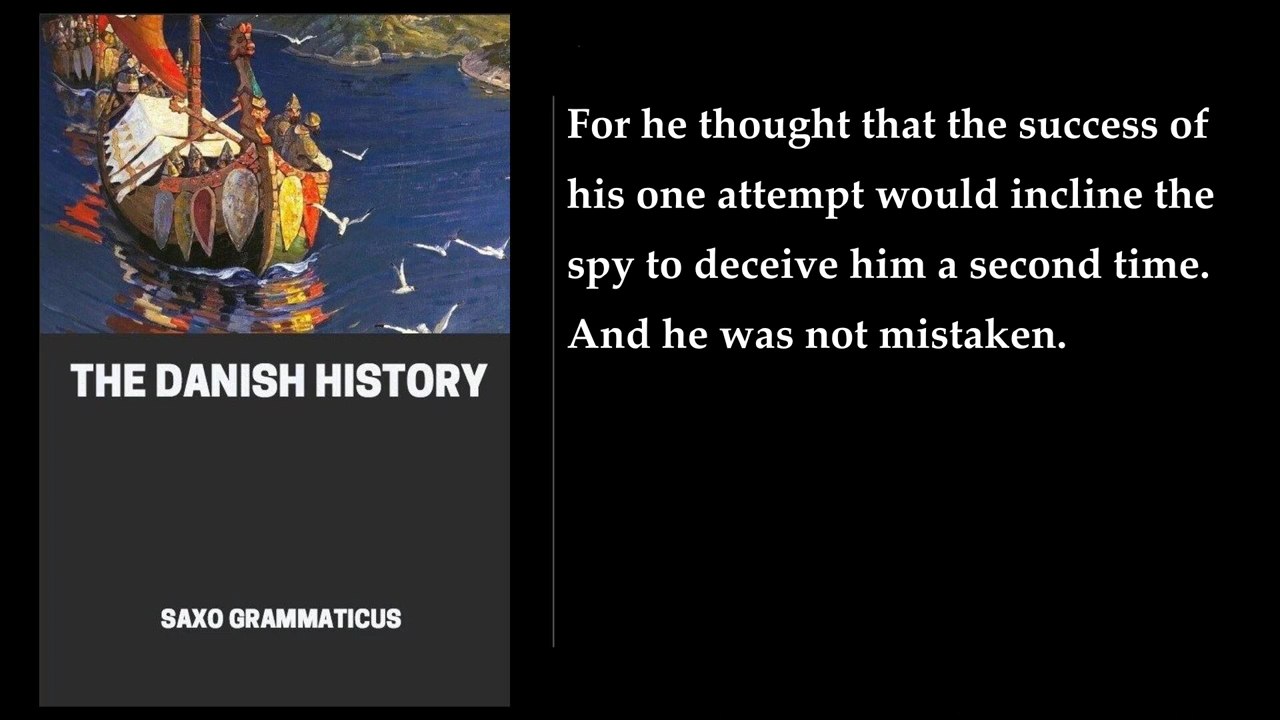 THE DANISH HISTORY
SAXO GRAMMATICUS
For he thought that the success of
his one attempt would incline the
spy to deceive him a second time.
And he was not mistaken.